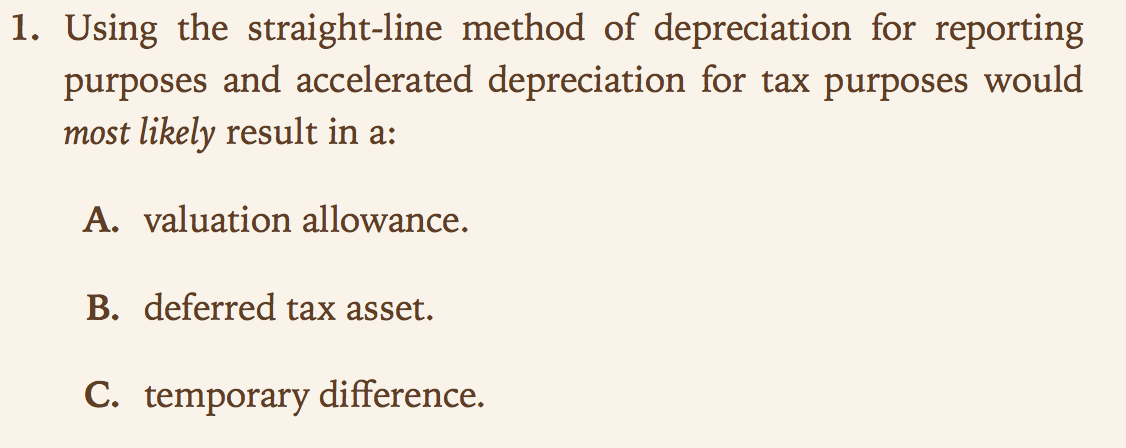 1. Using the straight-line method of depreciation for reporting
purposes and accelerated depreciation for tax purposes would
most likely result in a:
A. valuation allowance.
B. deferred tax asset.
C. temporary difference.